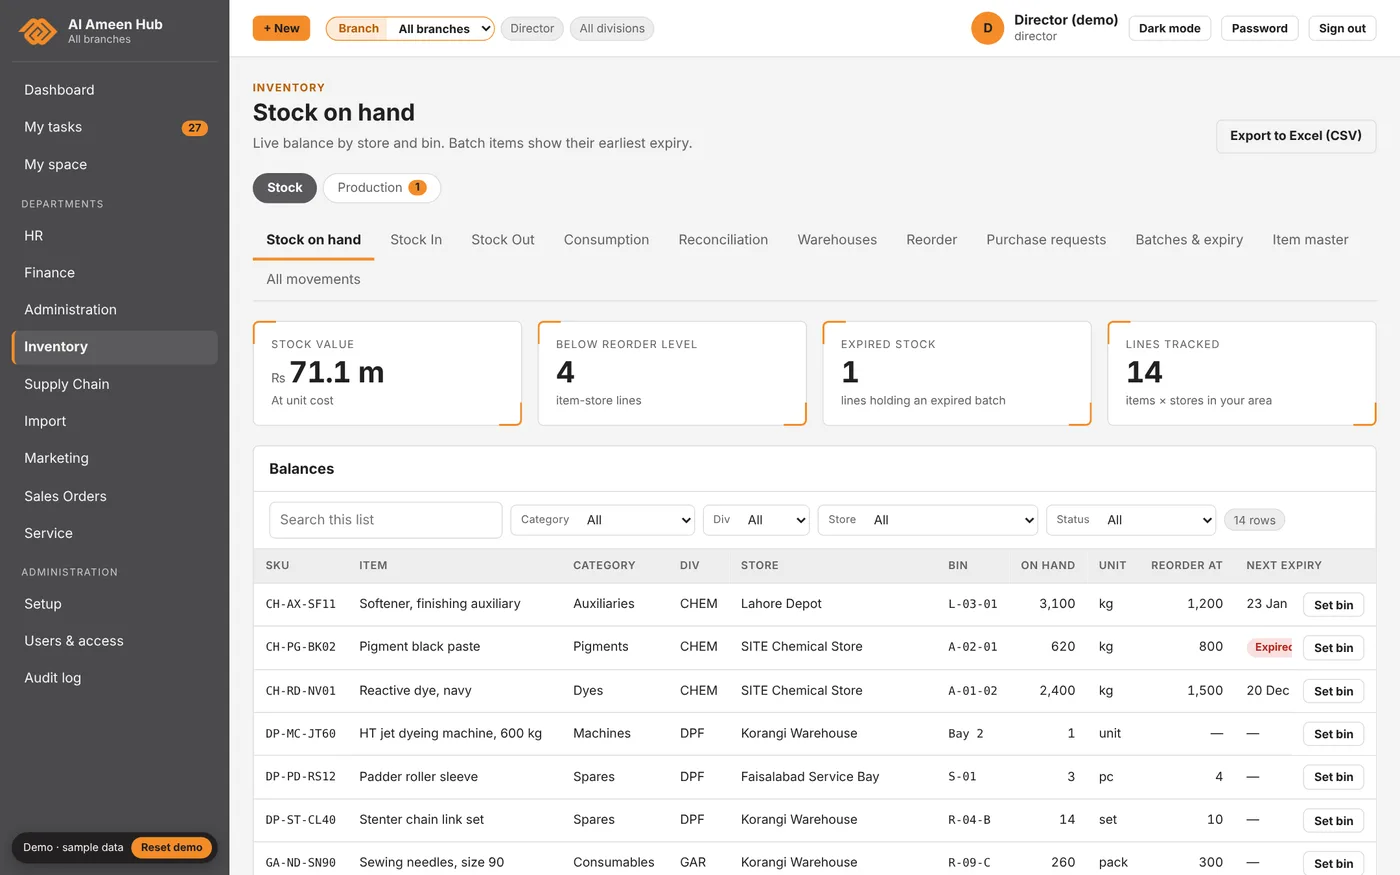 Al Ameen Hub
All branches
Dashboard
My tasks 27
My space
DEPARTMENTS
HR
Finance
Administration
Inventory
Supply Chain
Import
Marketing
Sales Orders
Service
ADMINISTRATION
Setup
Users & access
Audit log
Demo · sample data Reset demo
+ New Branch All branches Director All divisions
D Director (demo) director Dark mode Password Sign out
INVENTORY
Stock on hand
Live balance by store and bin. Batch items show their earliest expiry.
Export to Excel (CSV)
Stock Production 1
Stock on hand Stock In Stock Out Consumption Reconciliation Warehouses Reorder Purchase requests Batches & expiry Item master
All movements
STOCK VALUE
Rs 71.1 m
At unit cost
BELOW REORDER LEVEL
4
item-store lines
EXPIRED STOCK
1
lines holding an expired batch
LINES TRACKED
14
items × stores in your area
Balances
Search this list Category All Div All Store All Status All 14 rows
SKU ITEM CATEGORY DIV STORE BIN ON HAND UNIT REORDER AT NEXT EXPIRY
CH-AX-SF11 Softener, finishing auxiliary Auxiliaries CHEM Lahore Depot L-03-01 3,100 kg 1,200 23 Jan Set bin
CH-PG-BK02 Pigment black paste Pigments CHEM SITE Chemical Store A-02-01 620 kg 800 Expired Set bin
CH-RD-NV01 Reactive dye, navy Dyes CHEM SITE Chemical Store A-01-02 2,400 kg 1,500 20 Dec Set bin
DP-MC-JT60 HT jet dyeing machine, 600 kg Machines DPF Korangi Warehouse Bay 2 1 unit — — Set bin
DP-PD-RS12 Padder roller sleeve Spares DPF Faisalabad Service Bay S-01 3 pc 4 — Set bin
DP-ST-CL40 Stenter chain link set Spares DPF Korangi Warehouse R-04-B 14 set 10 — Set bin
GA-ND-SN90 Sewing needles, size 90 Consumables GAR Korangi Warehouse R-09-C 260 pack 300 — Set bin